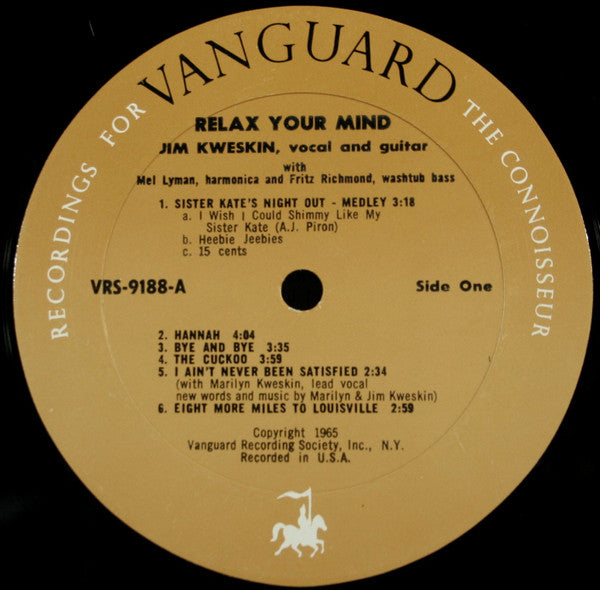 RECORDINGS FOR VANGUARD THE CONNOISSEUR
RELAX YOUR MIND
JIM KWESKIN, vocal and guitar
with
Mel Lyman, harmonica and Fritz Richmond, washtub bass
1. SISTER KATE'S NIGHT OUT - MEDLEY 3:18
a. I Wish I Could Shimmy Like My
Sister Kate (A.J. Piron)
b. Heebie Jeebies
c. 15 cents
VRS-9188-A
Side One
2. HANNAH 4:04
3. BYE AND BYE 3:35
4. THE CUCKOO 3:59
5. I AIN'T NEVER BEEN SATISFIED 2:34
(with Marilyn Kweskin, lead vocal
new words and music by Marilyn & Jim Kweskin)
6. EIGHT MORE MILES TO LOUISVILLE 2:59
Copyright 1965
Vanguard Recording Society, Inc., N.Y.
Recorded in U.S.A.